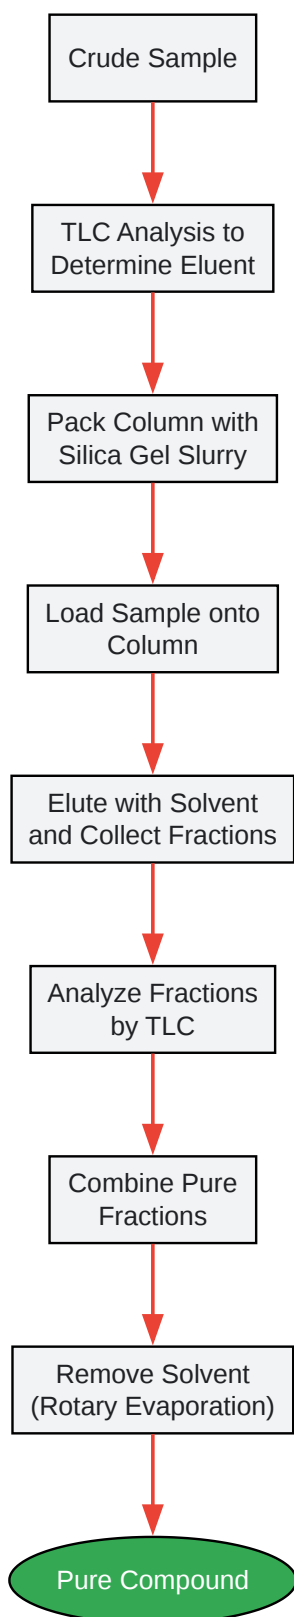 Crude Sample
TLC Analysis to
Determine Eluent
Pack Column with
Silica Gel Slurry
Load Sample onto
Column
Elute with Solvent
and Collect Fractions
Analyze Fractions
by TLC
Combine Pure
Fractions
Remove Solvent
(Rotary Evaporation)
Pure Compound